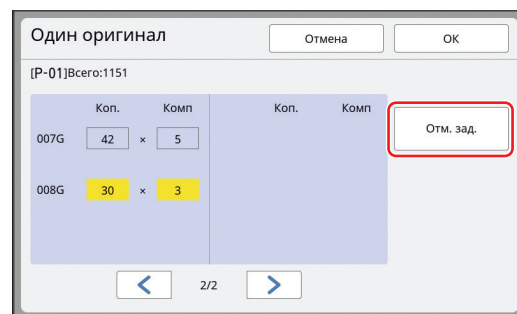 Один оригинал
Отмена
ОК
[P-01]Всего:1151
Коп. Комп Коп. Комп
007G 42 × 5
Отм. зад.
008G 30 × 3
2/2